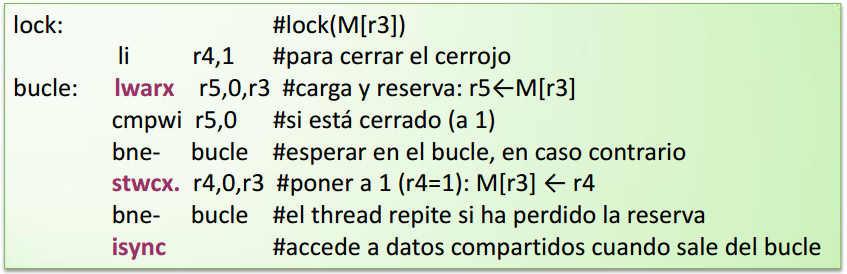 lock: #lock(M[r3])
li r4,1 #para cerrar el cerrojo
bucle: lwarx r5,0,r3 #carga y reserva: r5←M[r3]
cmpwi r5,0 #si está cerrado (a 1)
bne- bucle #esperar en el bucle, en caso contrario
stwcx. r4,0,r3 #poner a 1 (r4=1): M[r3] ← r4
bne- bucle #el thread repite si ha perdido la reserva
isync #accede a datos compartidos cuando sale del bucle